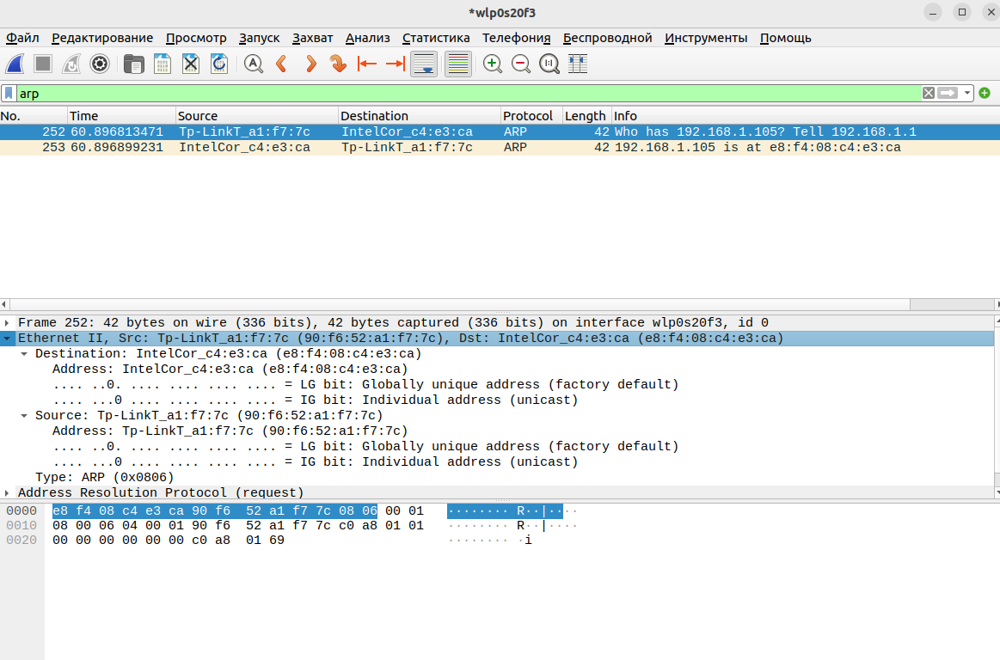 *wlp0s20f3
Файл Редактирование Просмотр Запуск Захват Анализ Статистика Телефония Беспроводной Инструменты Помощь
arp
No. Time Source Destination Protocol Length Info
252 60.896813471 Tp-LinkT_a1:f7:7c IntelCor_c4:e3:ca ARP 42 Who has 192.168.1.105? Tell 192.168.1.1
253 60.896899231 IntelCor_c4:e3:ca Tp-LinkT_a1:f7:7c ARP 42 192.168.1.105 is at e8:f4:08:c4:e3:ca
Frame 252: 42 bytes on wire (336 bits), 42 bytes captured (336 bits) on interface wlp0s20f3, id 0
Ethernet II, Src: Tp-LinkT_a1:f7:7c (90:f6:52:a1:f7:7c), Dst: IntelCor_c4:e3:ca (e8:f4:08:c4:e3:ca)
Destination: IntelCor_c4:e3:ca (e8:f4:08:c4:e3:ca)
Address: IntelCor_c4:e3:ca (e8:f4:08:c4:e3:ca)
.... ..0. .... .... .... .... = LG bit: Globally unique address (factory default)
.... ...0 .... .... .... .... = IG bit: Individual address (unicast)
Source: Tp-LinkT_a1:f7:7c (90:f6:52:a1:f7:7c)
Address: Tp-LinkT_a1:f7:7c (90:f6:52:a1:f7:7c)
.... ..0. .... .... .... .... = LG bit: Globally unique address (factory default)
.... ...0 .... .... .... .... = IG bit: Individual address (unicast)
Type: ARP (0x0806)
Address Resolution Protocol (request)
0000 e8 f4 08 c4 e3 ca 90 f6 52 a1 f7 7c 08 06 00 01 ········ R··|····
0010 08 00 06 04 00 01 90 f6 52 a1 f7 7c c0 a8 01 01 ········ R··|····
0020 00 00 00 00 00 00 c0 a8 01 69 ········ ·i